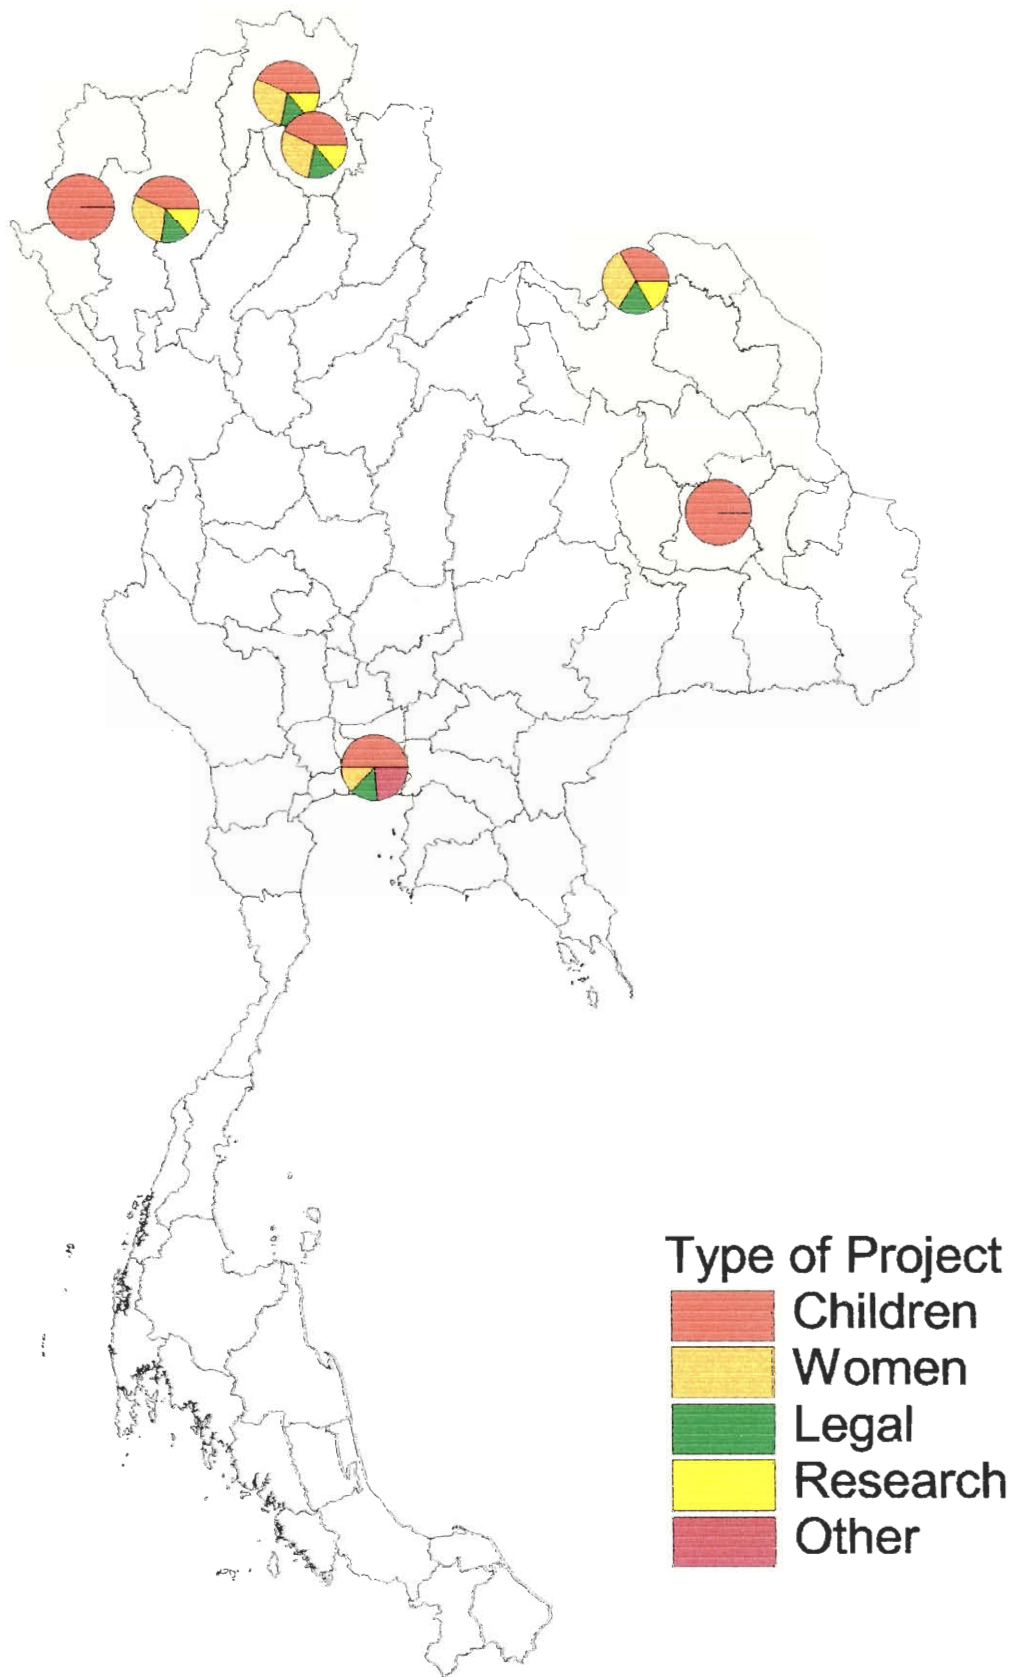 Type of Project
Children
Women
Legal
Research
Other